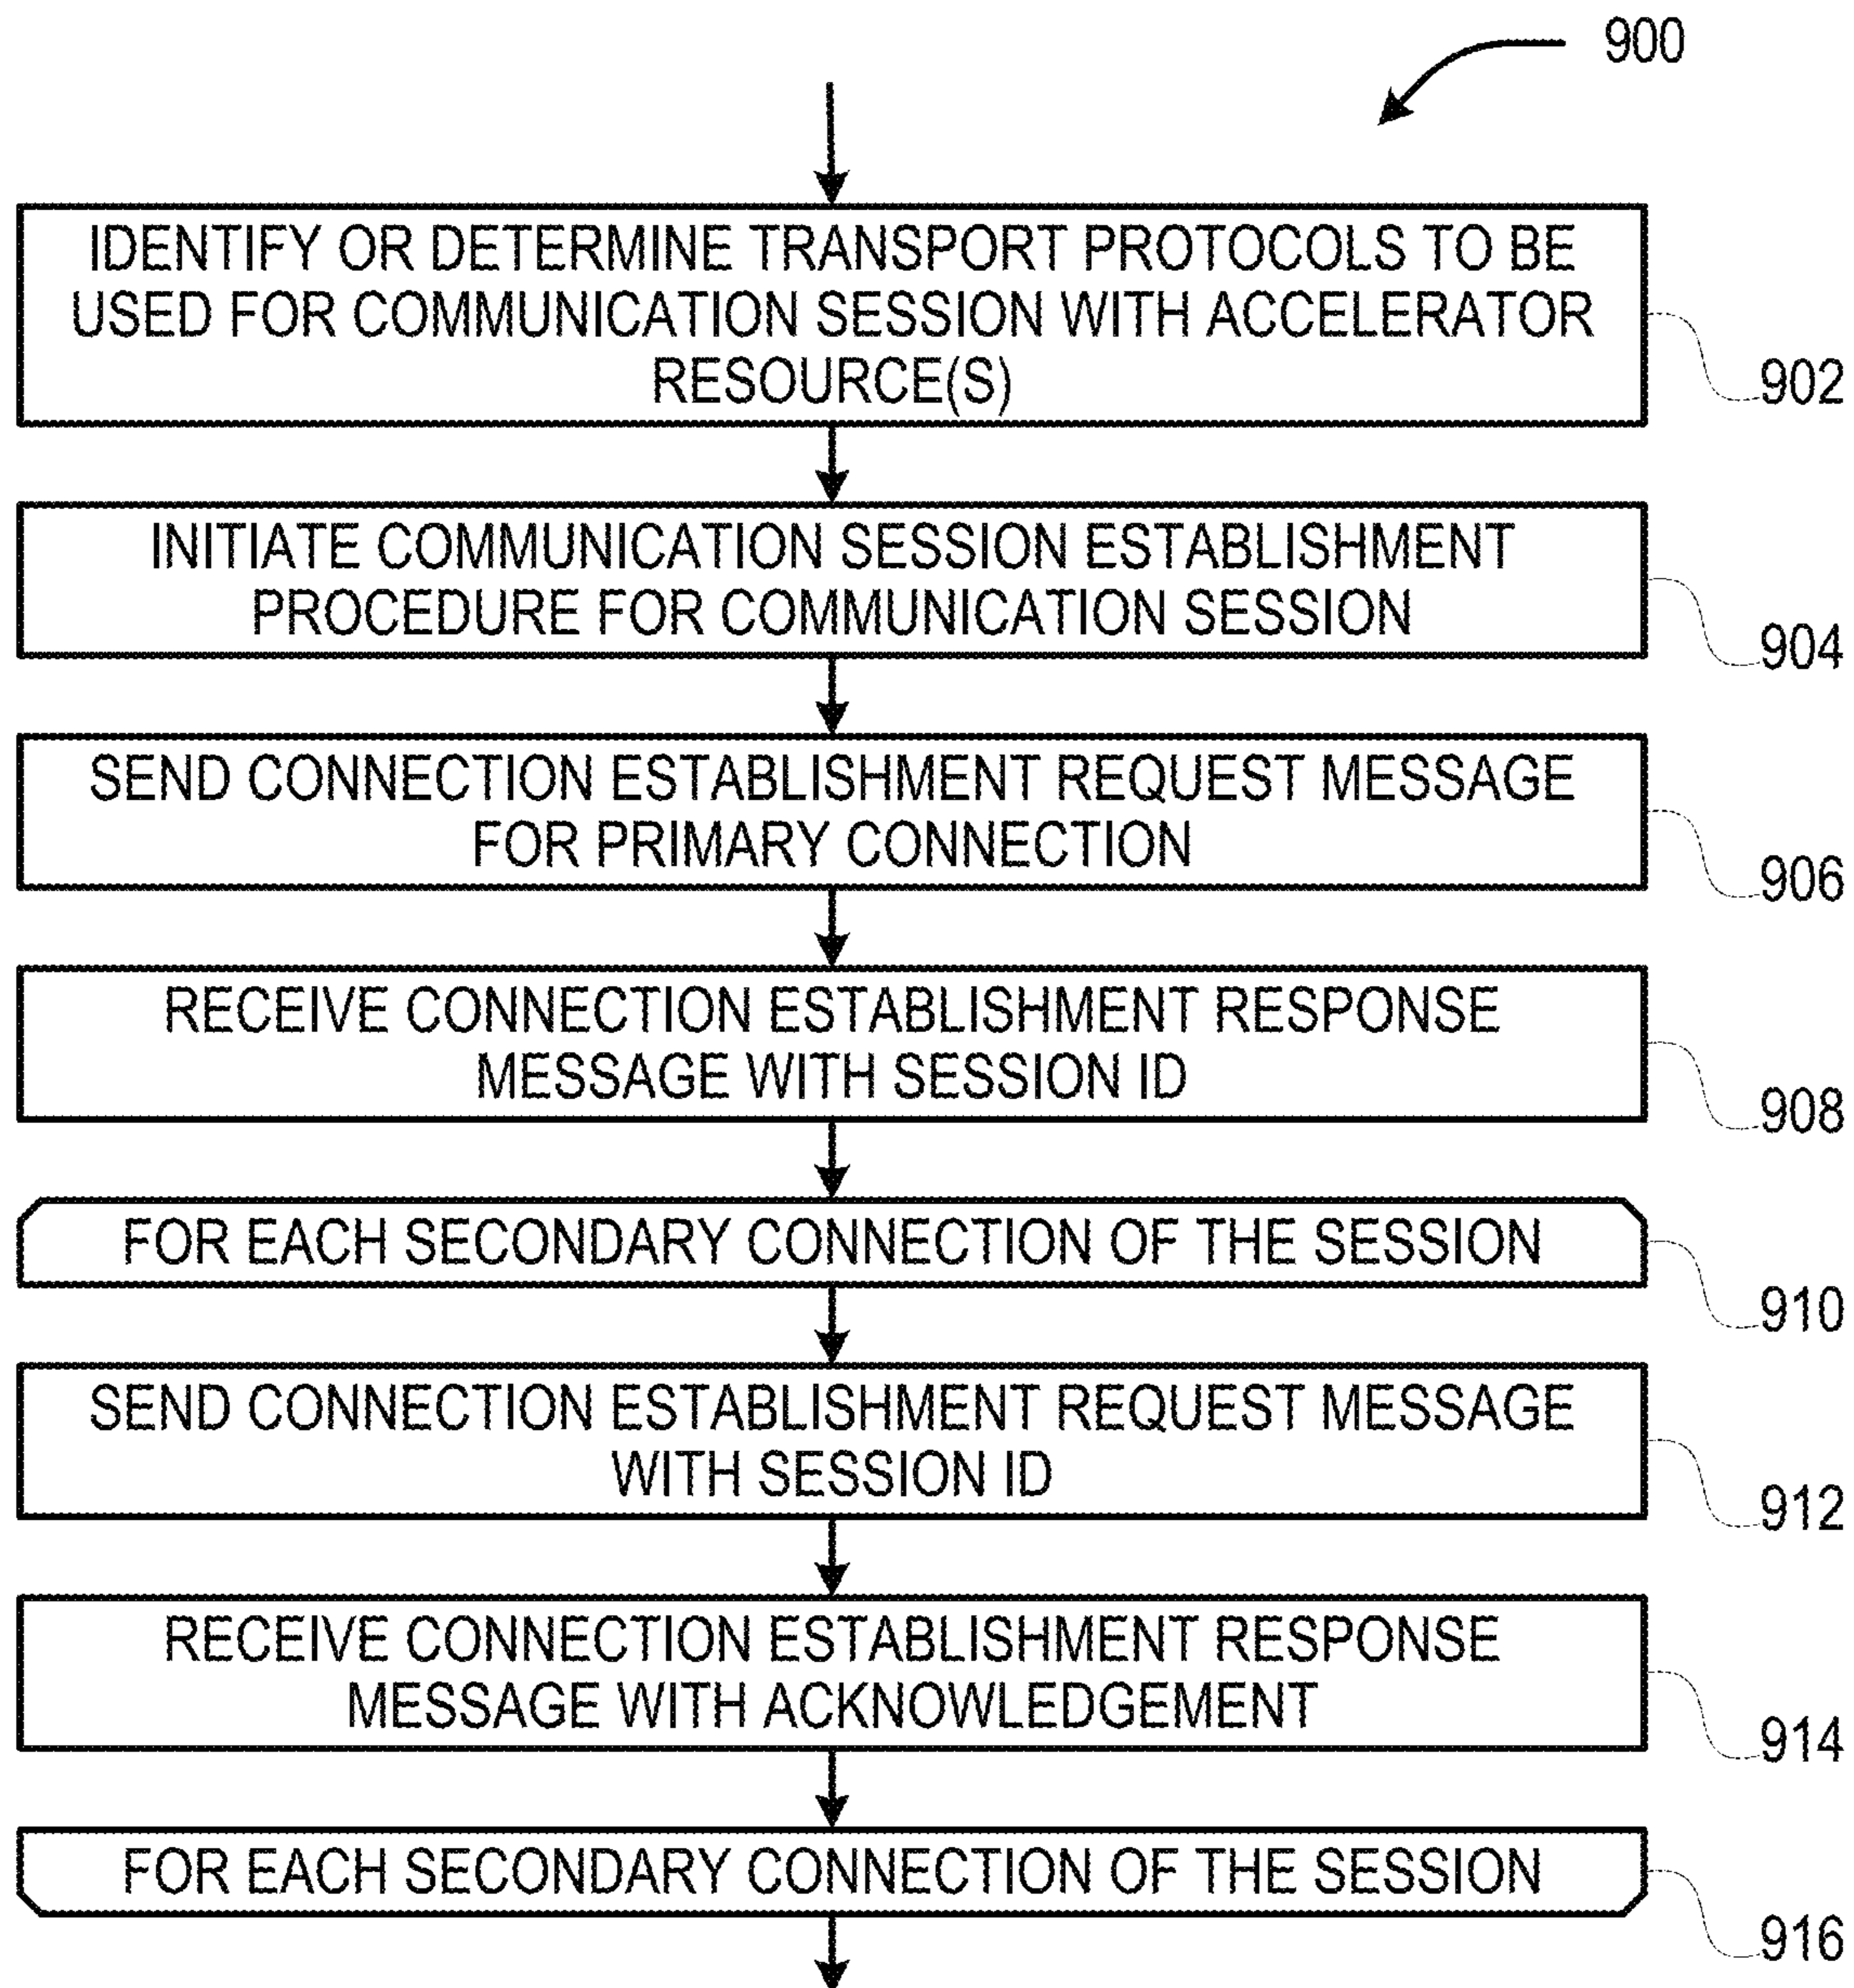 900
IDENTIFY OR DETERMINE TRANSPORT PROTOCOLS TO BE
USED FOR COMMUNICATION SESSION WITH ACCELERATOR
RESOURCE(S)
902
INITIATE COMMUNICATION SESSION ESTABLISHMENT
PROCEDURE FOR COMMUNICATION SESSION
904
SEND CONNECTION ESTABLISHMENT REQUEST MESSAGE
FOR PRIMARY CONNECTION
906
RECEIVE CONNECTION ESTABLISHMENT RESPONSE
MESSAGE WITH SESSION ID
908
FOR EACH SECONDARY CONNECTION OF THE SESSION
910
SEND CONNECTION ESTABLISHMENT REQUEST MESSAGE
WITH SESSION ID
912
RECEIVE CONNECTION ESTABLISHMENT RESPONSE
MESSAGE WITH ACKNOWLEDGEMENT
914
FOR EACH SECONDARY CONNECTION OF THE SESSION
916